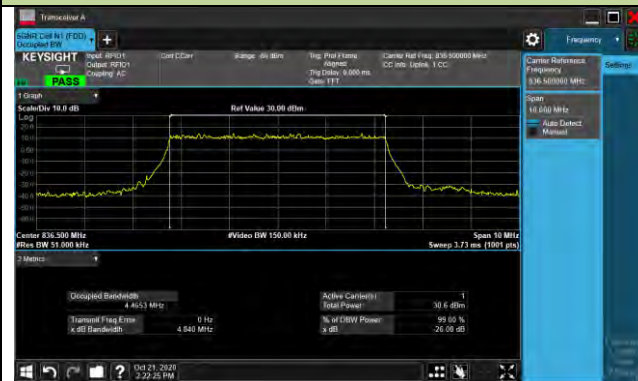 Transceiver A
5GNR Cell N1 (FDD)
Occupied BW
+
Frequency
KEYSIGHT
Input: RFIO1
Output: RFIO1
Coupling: AC
Corr CCorr
Range: div dBm
Trig: Prot Frame
Aligned
Trig Delay: 0.000 ms
Gate: FFT
Carrier Ref Freq: 836.500000 MHz
CC Info: Uplink, 1 CC
PASS
Carrier Reference
Frequency
836.500000 MHz
Settings
Span
10.000 MHz
Auto Detect
Manual
1 Graph
Scale/Div 10.0 dB
Ref Value 30.00 dBm
Log
Center 836.500 MHz
#Video BW 150.00 kHz
Span 10 MHz
#Res BW 51.000 kHz
Sweep 3.73 ms (1001 pts)
2 Metrics
Occupied Bandwidth
4.4653 MHz
Active Carrier(s)
1
Total Power
30.6 dBm
Transmit Freq Error
0 Hz
% of OBW Power
99.00 %
x dB Bandwidth
4.840 MHz
x dB
-26.00 dB
?
Oct 21, 2020
2:22:25 PM